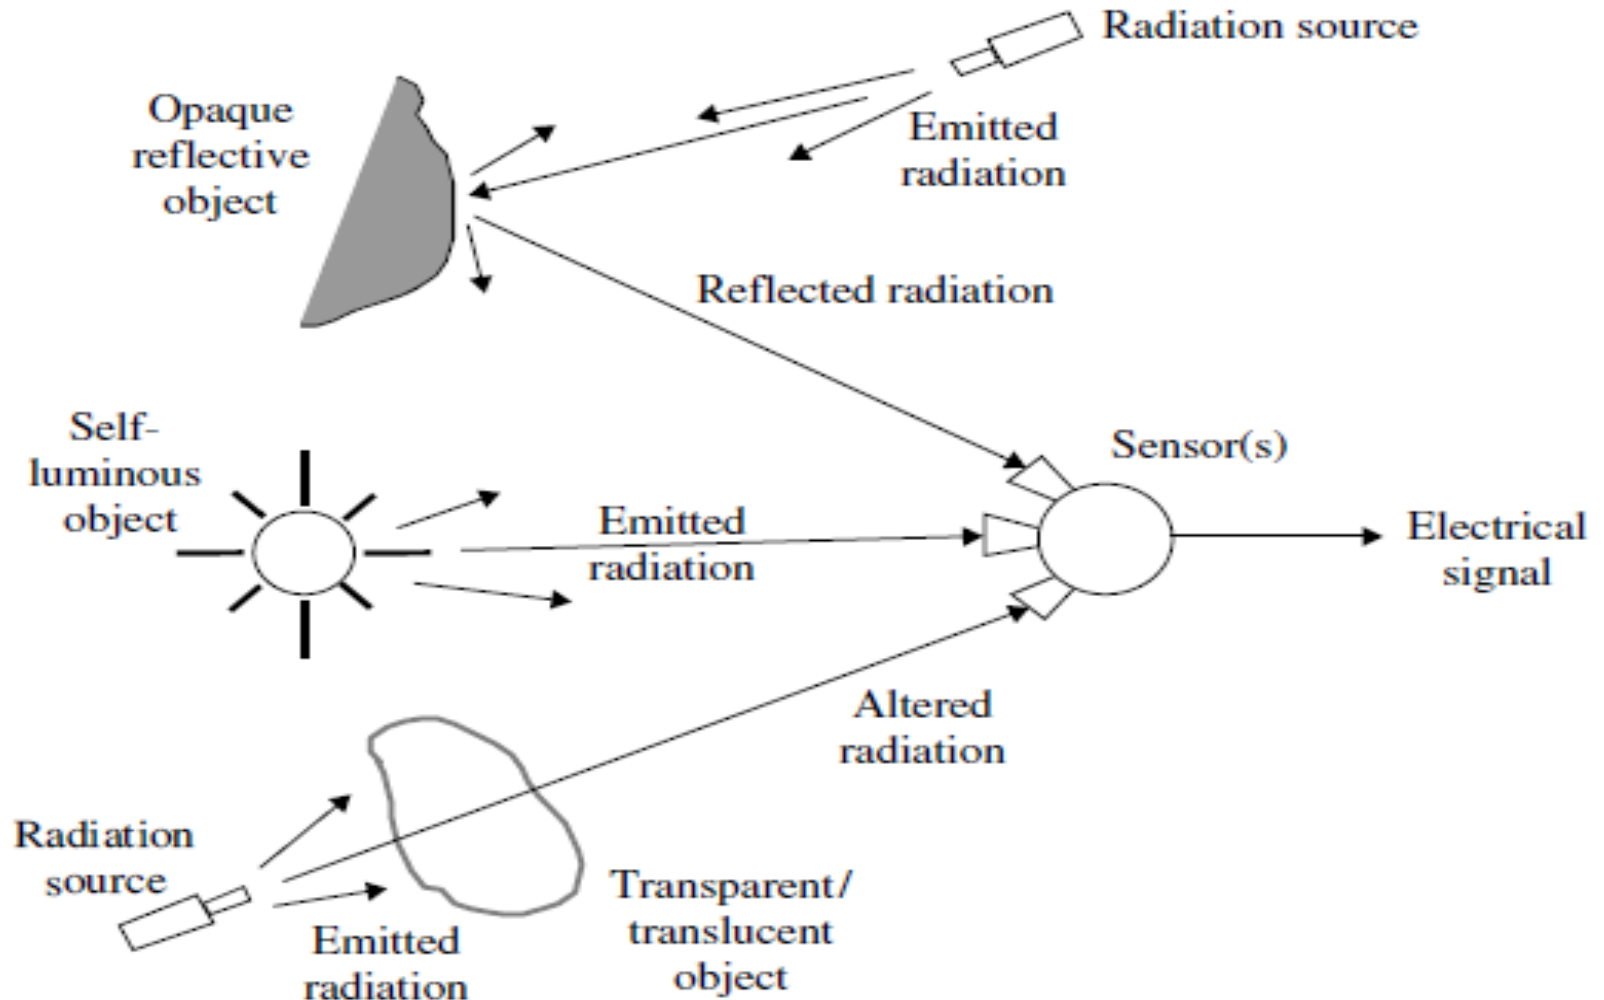 Radiation source
Opaque
reflective
object
Emitted
radiation
Reflected radiation
Self-
luminous
object
Emitted
radiation
Sensor(s)
Electrical
signal
Altered
radiation
Radiation
source
Emitted
radiation
Transparent/
translucent
object